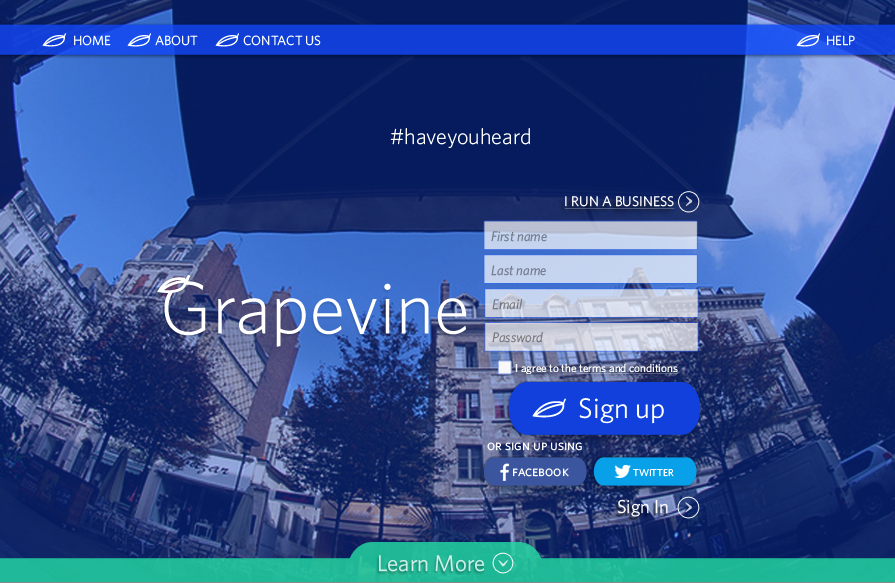 HOME ABOUT CONTACT US HELP
#haveyouheard
I RUN A BUSINESS
First name
Last name
Grapevine
Email
Password
I agree to the terms and conditions
Sign up
OR SIGN UP USING
FACEBOOK TWITTER
Bazar
Sign In
Learn More